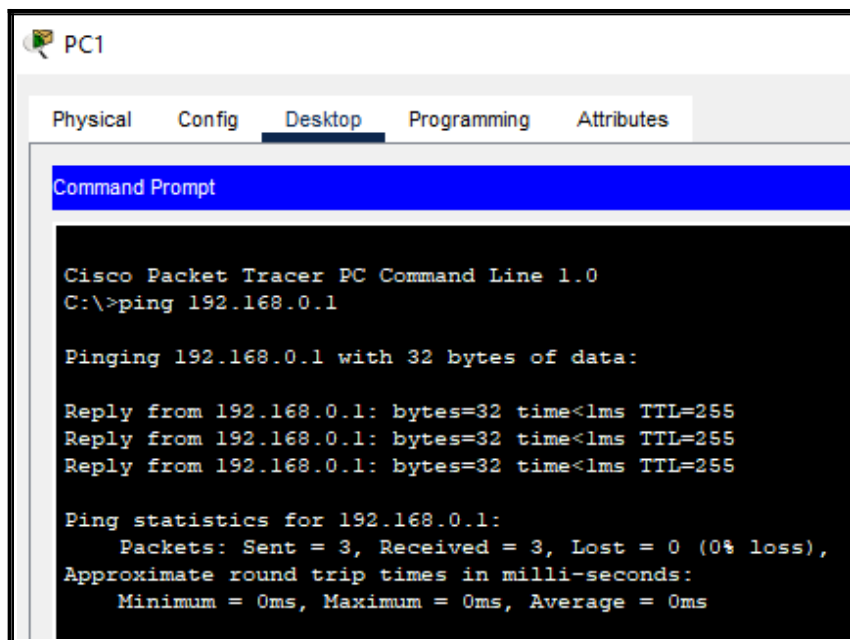 PC1
Physical Config Desktop Programming Attributes
Command Prompt
Cisco Packet Tracer PC Command Line 1.0
C:\>ping 192.168.0.1
Pinging 192.168.0.1 with 32 bytes of data:
Reply from 192.168.0.1: bytes=32 time<1ms TTL=255
Reply from 192.168.0.1: bytes=32 time<1ms TTL=255
Reply from 192.168.0.1: bytes=32 time<1ms TTL=255
Ping statistics for 192.168.0.1:
Packets: Sent = 3, Received = 3, Lost = 0 (0% loss),
Approximate round trip times in milli-seconds:
Minimum = 0ms, Maximum = 0ms, Average = 0ms